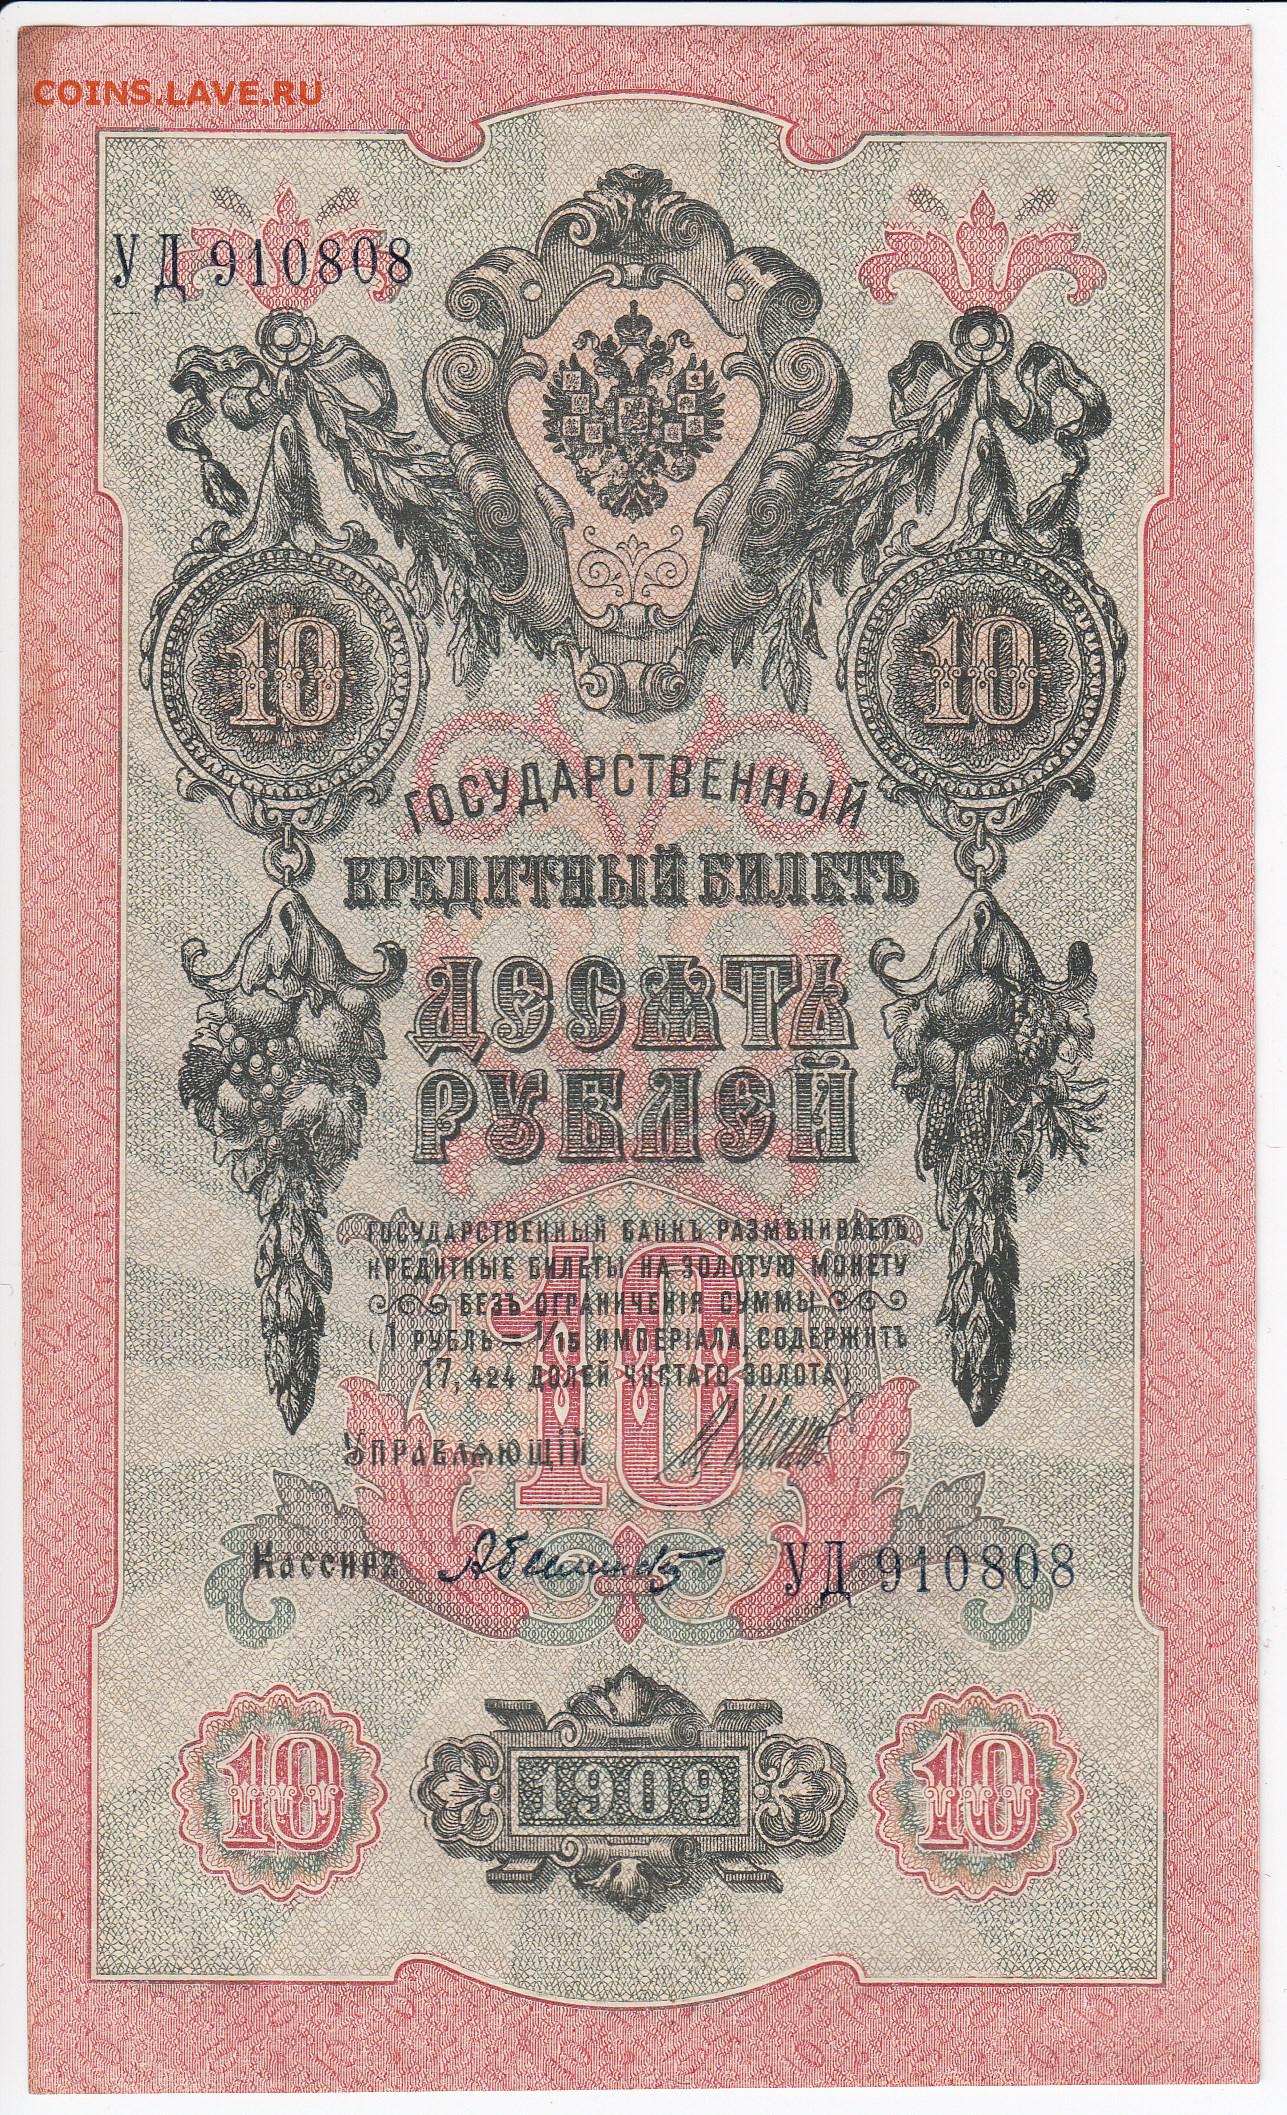 COINS.LAVE.RU
УД 910808
10 10
ГОСУДАРСТВЕННЫЙ
КРЕДИТНЫЙ БИЛЕТЪ
ДЕСЯТЬ
РУБЛЕЙ
ГОСУДАРСТВЕННЫЙ БАНКЪ РАЗМѢНИВАЕТЪ
КРЕДИТНЫЕ БИЛЕТЫ НА ЗОЛОТУЮ МОНЕТУ
БЕЗЪ ОГРАНИЧЕНІЯ СУММЫ
(1 РУБЛЬ = 1/15 ИМПЕРІАЛА, СОДЕРЖИТЪ
17,424 ДОЛЕЙ ЧИСТАГО ЗОЛОТА).
10
УПРАВЛЯЮЩІЙ
Кассиръ
УД 910808
10 1909 10